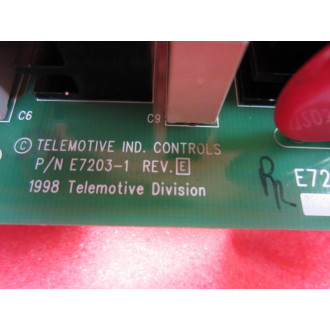 C6
C9
© TELEMOTIVE IND. CONTROLS
P/N E7203-1 REV. E
1998 Telemotive Division
E72